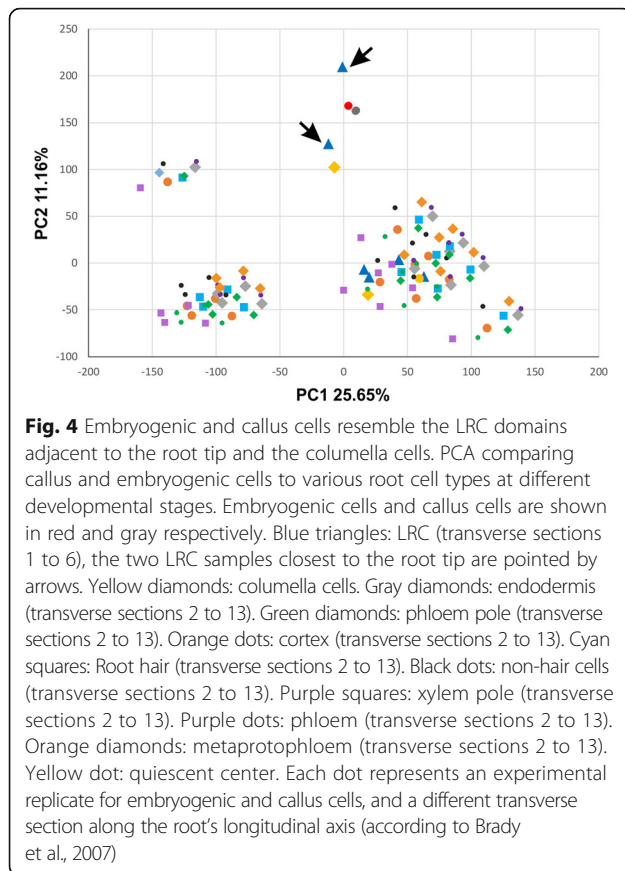 250
200
150
100
50
0
-50
-100
-200
-150
-100
-50
0
50
100
150
200
PC2 11.16%
PC1 25.65%
Fig. 4 Embryogenic and callus cells resemble the LRC domains
adjacent to the root tip and the columella cells. PCA comparing
callus and embryogenic cells to various root cell types at different
developmental stages. Embryogenic cells and callus cells are shown
in red and gray respectively. Blue triangles: LRC (transverse sections
1 to 6), the two LRC samples closest to the root tip are pointed by
arrows. Yellow diamonds: columella cells. Gray diamonds: endodermis
(transverse sections 2 to 13). Green diamonds: phloem pole (transverse
sections 2 to 13). Orange dots: cortex (transverse sections 2 to 13). Cyan
squares: Root hair (transverse sections 2 to 13). Black dots: non-hair cells
(transverse sections 2 to 13). Purple squares: xylem pole (transverse
sections 2 to 13). Purple dots: phloem (transverse sections 2 to 13).
Orange diamonds: metaprotophloem (transverse sections 2 to 13).
Yellow dot: quiescent center. Each dot represents an experimental
replicate for embryogenic and callus cells, and a different transverse
section along the root's longitudinal axis (according to Brady
et al., 2007)